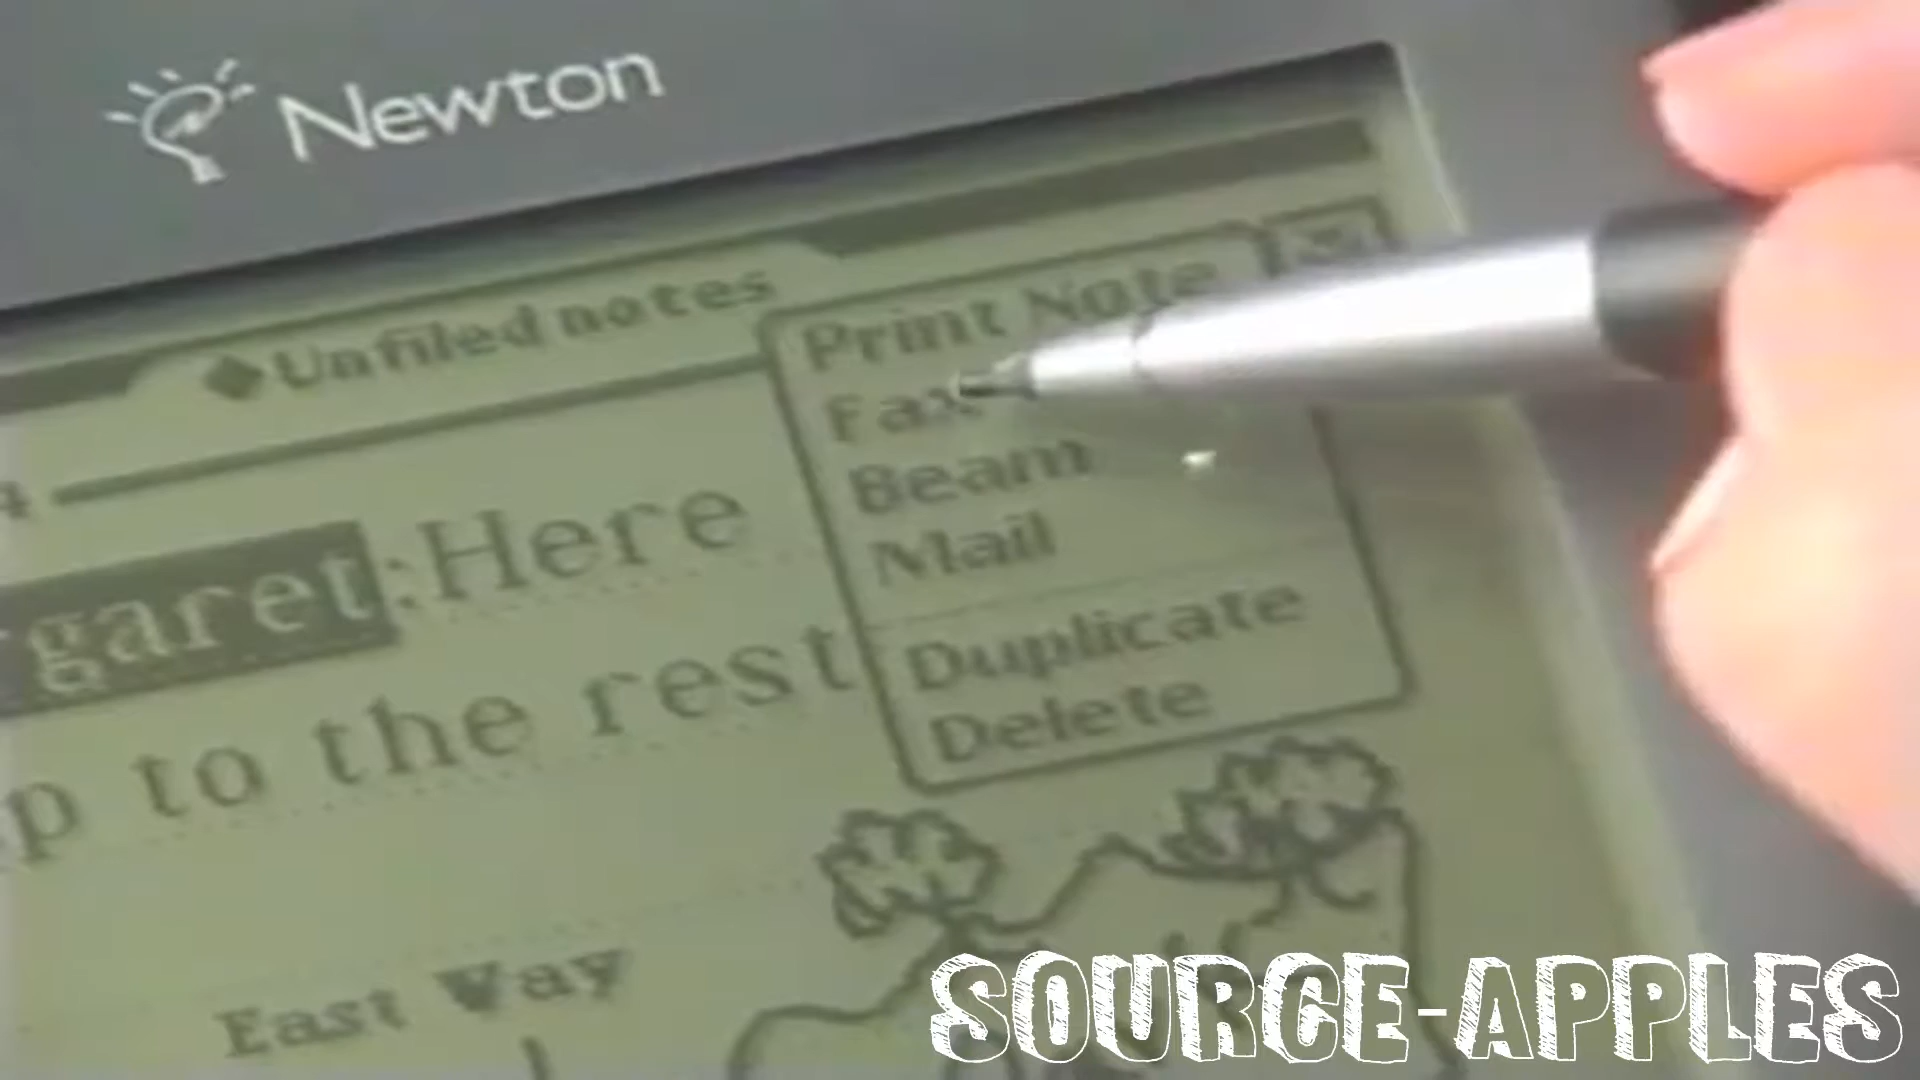 Newton
Unfiled notes
Print Note
Fax
Beam
Mail
Duplicate
Delete
garet:Here
p to the rest
East Way
SOURCE-APPLES